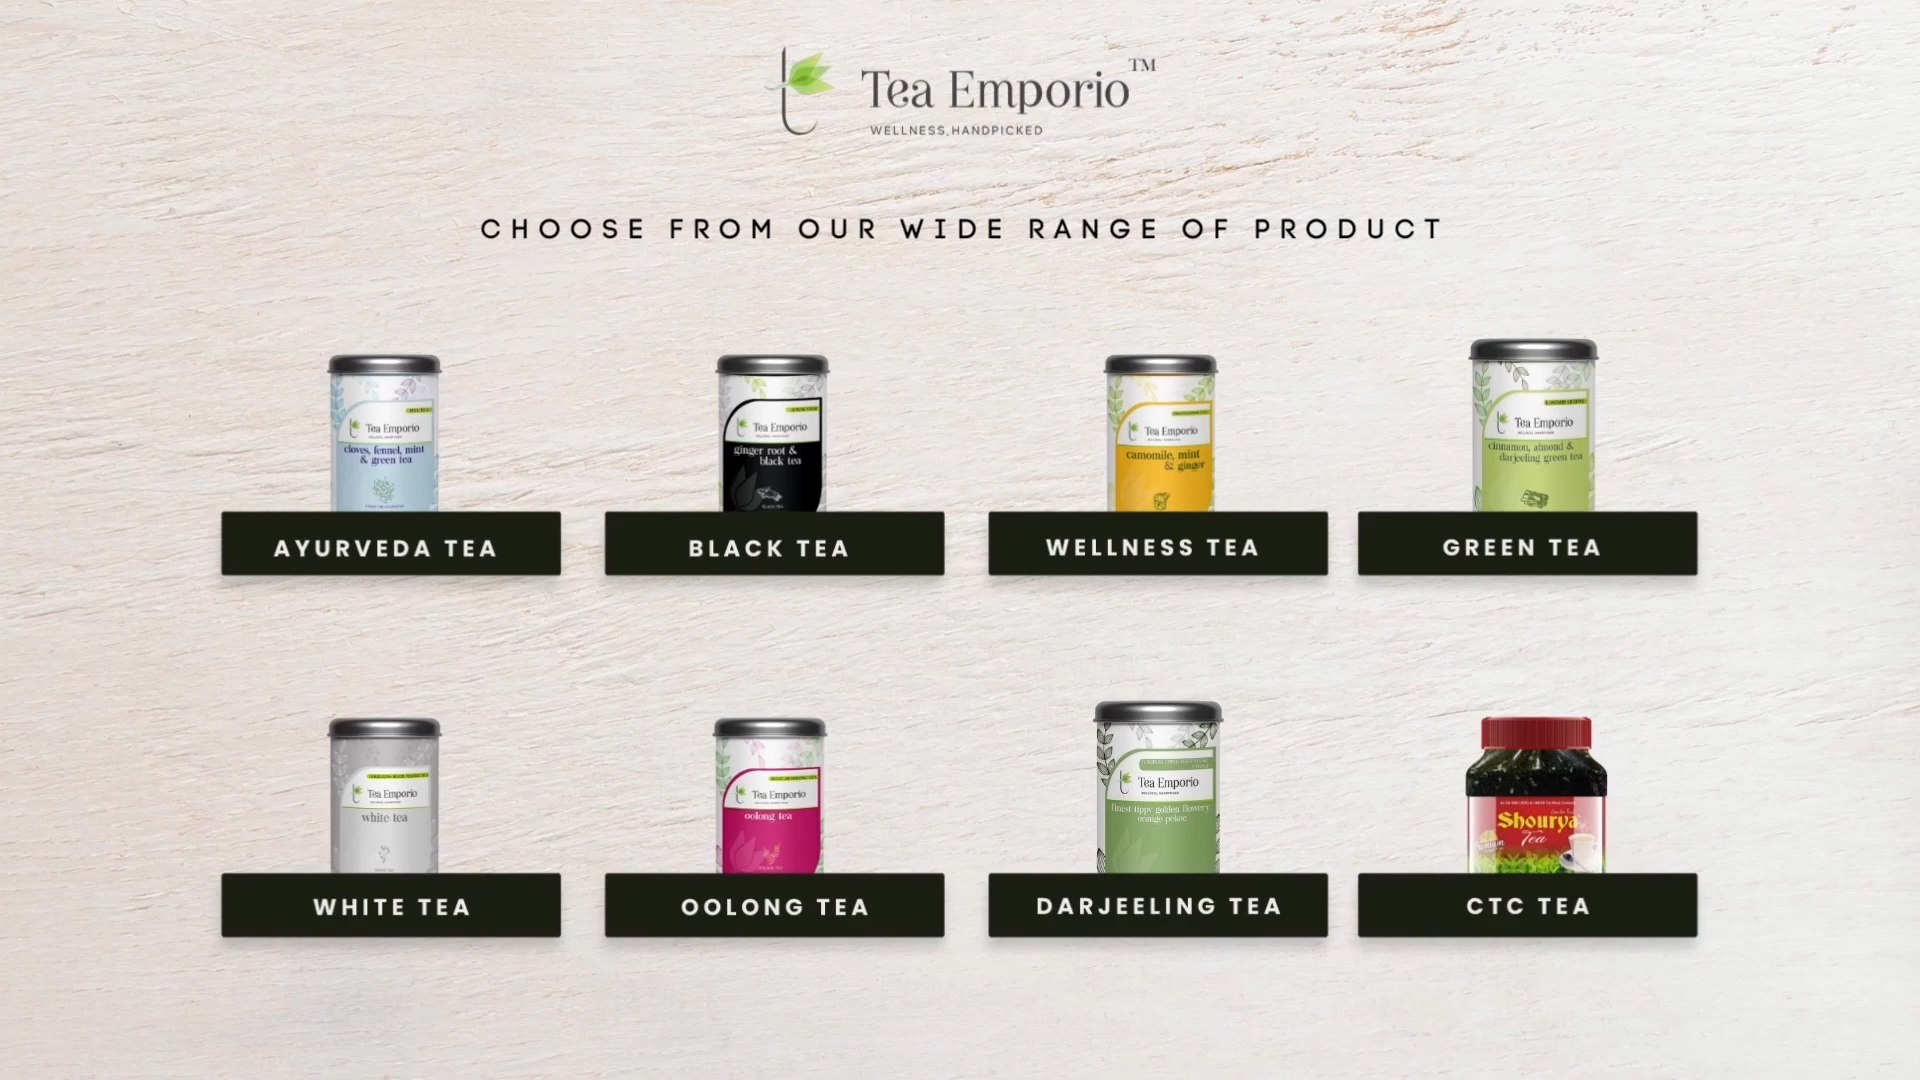 Tea Emporio™
WELLNESS,HANDPICKED
CHOOSE FROM OUR WIDE RANGE OF PRODUCT
Tea Emporio
cloves, fennel, mint
& green tea
AYURVEDA TEA
Tea Emporio
ginger root &
black tea
BLACK TEA
BLACK TEA
Tea Emporio
camomile, mint
& ginger
WELLNESS TEA
Tea Emporio
cinnamon, almond &
darjeeling green tea
GREEN TEA
Tea Emporio
white tea
WHITE TEA
Tea Emporio
oolong tea
OOLONG TEA
Tea Emporio
finest tippy golden flowery
orange pekoe
DARJEELING TEA
Shourya
Tea
CTC TEA